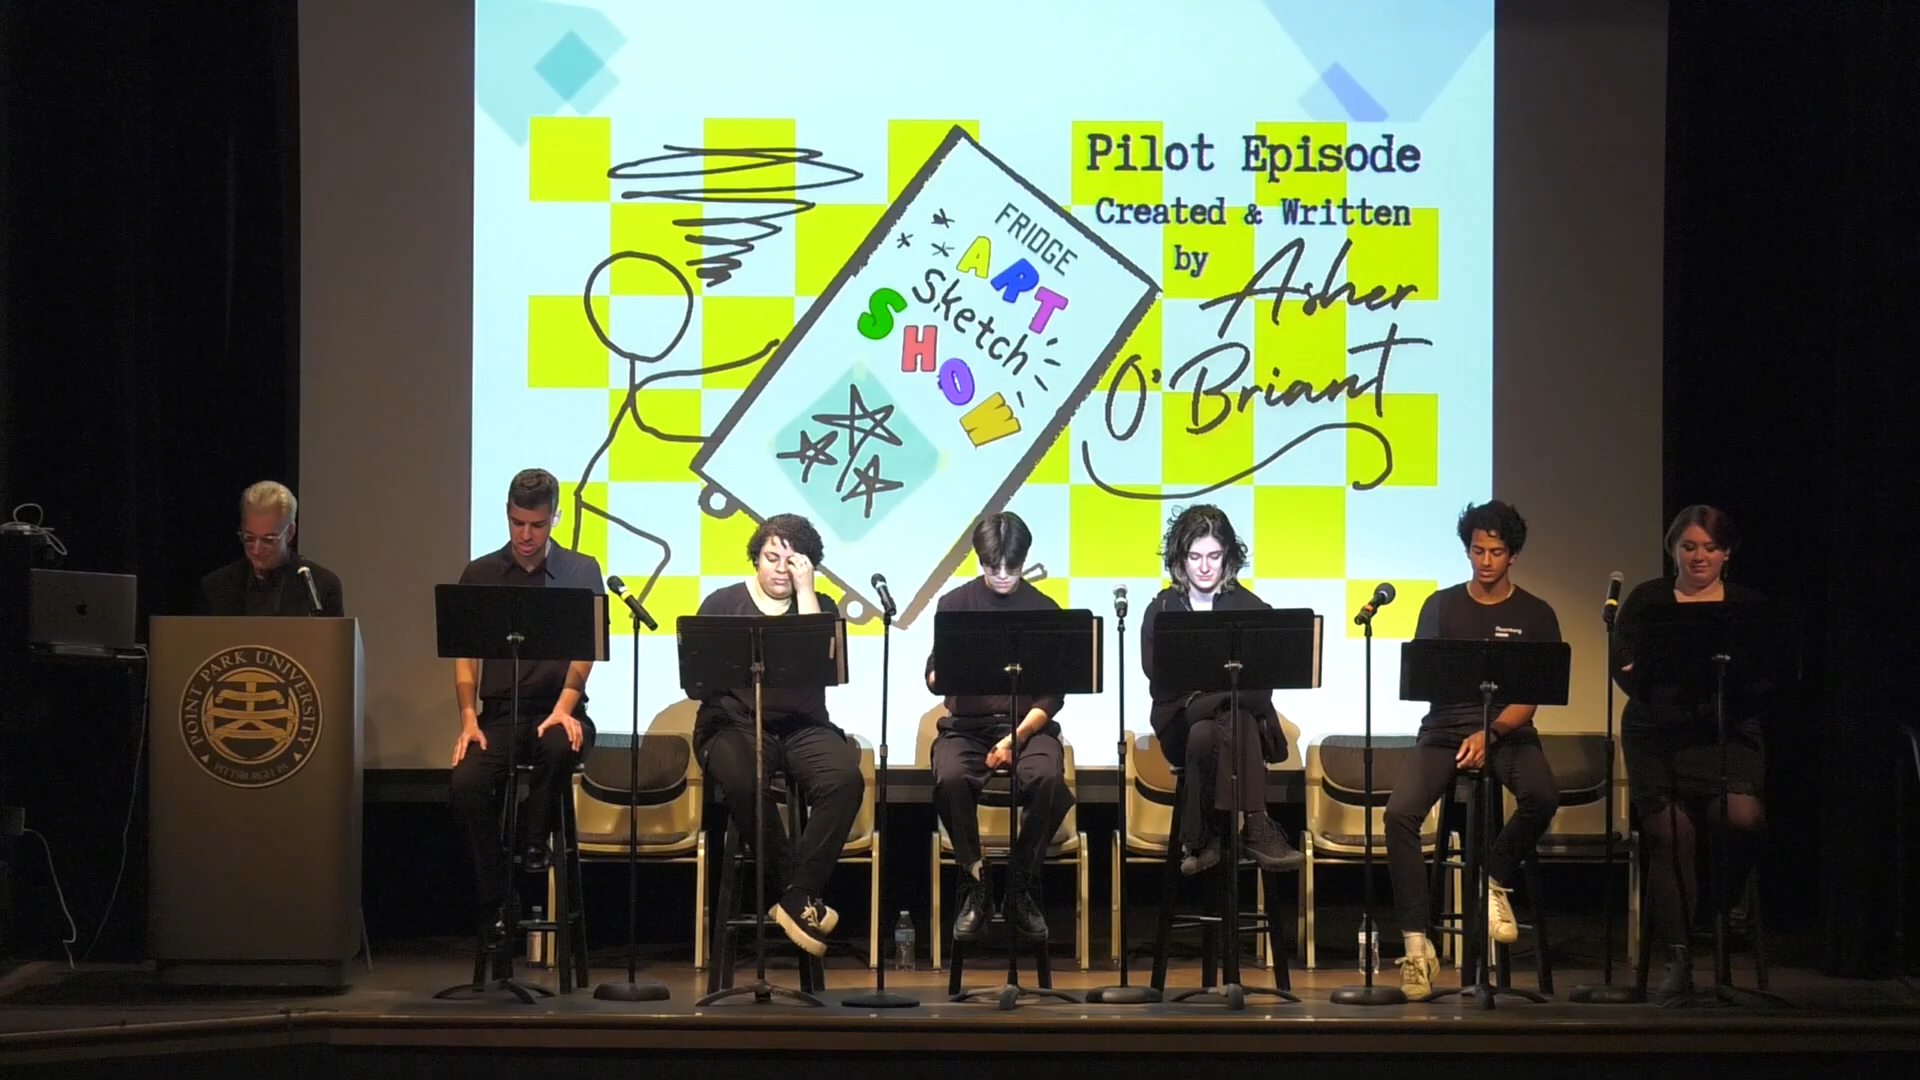 Pilot Episode
Created & Written
by
Asher
O'Briant
FRIDGE
ART
Sketch
SHOW
POINT PARK UNIVERSITY
PITTSBURGH, PA